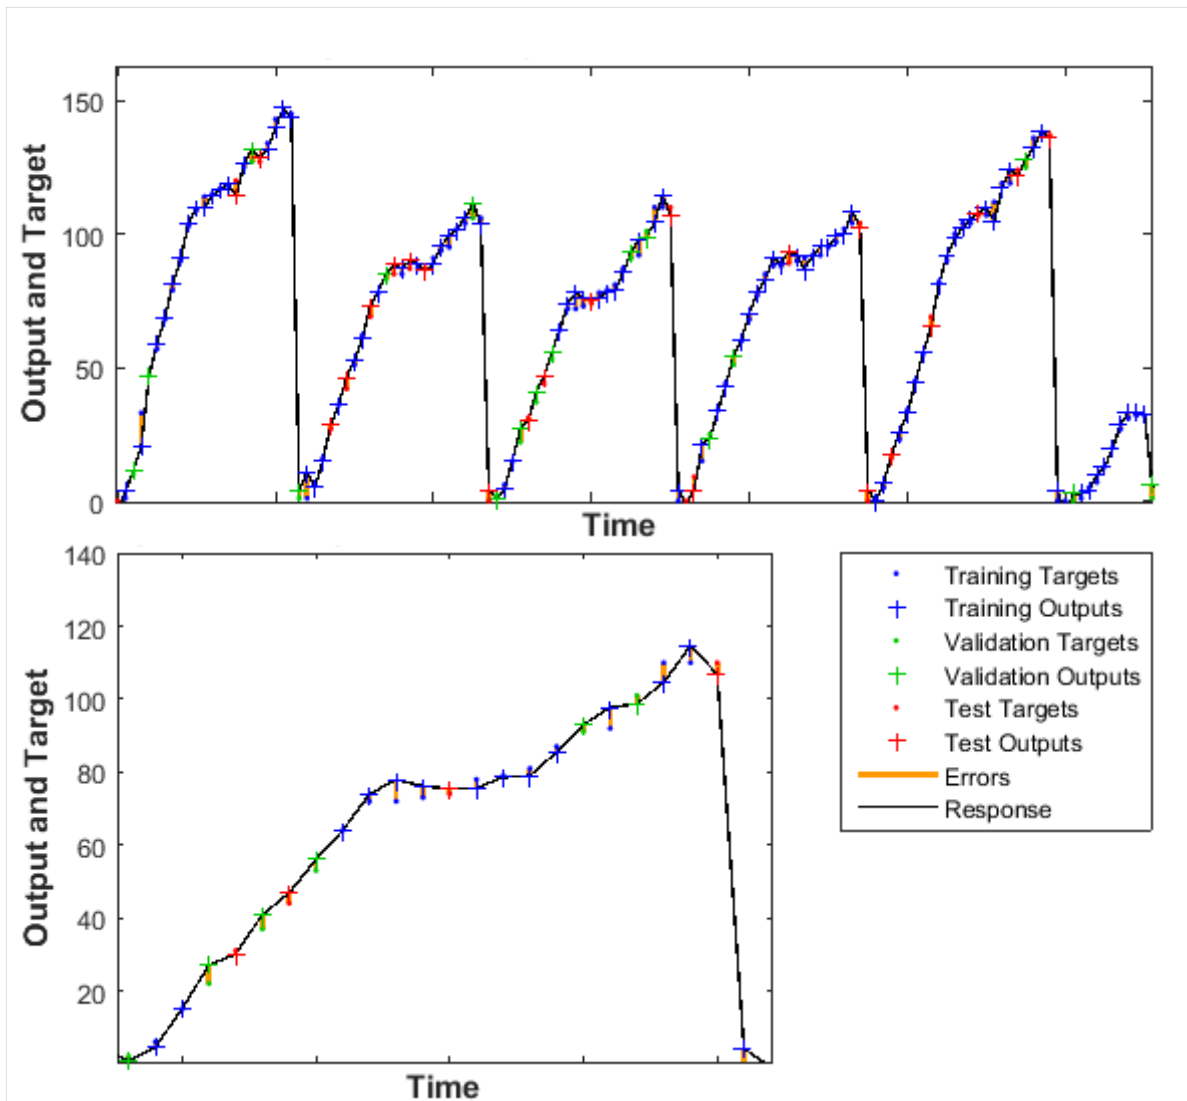 150
100
50
0
Output and Target
Time
140
120
100
80
60
40
20
Output and Target
Time
Training Targets
Training Outputs
Validation Targets
Validation Outputs
Test Targets
Test Outputs
Errors
Response